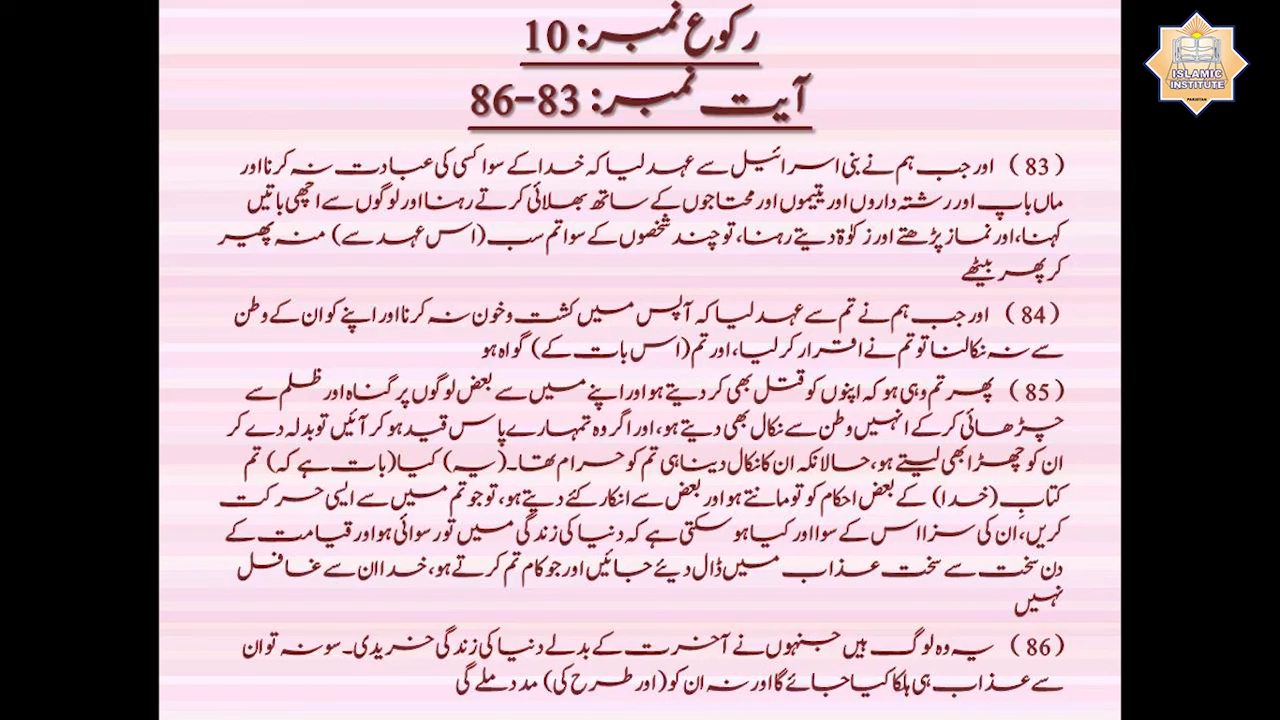 رکوع نمبر: 10
آیت نمبر: 83-86
ISLAMIC
INSTITUTE
PAKISTAN
(83) اور جب ہم نے بنی اسرائیل سے عہد لیا کہ خدا کے سوا کسی کی عبادت نہ کرنا اور
ماں باپ اور رشتہ داروں اور یتیموں اور محتاجوں کے ساتھ بھلائی کرتے رہنا اور لوگوں سے اچھی باتیں
کہنا، اور نماز پڑھتے اور زکوٰۃ دیتے رہنا، تو چند شخصوں کے سوا تم سب (اس عہد سے) منہ پھیر
کر پھر بیٹھے
(84) اور جب ہم نے تم سے عہد لیا کہ آپس میں کشت و خون نہ کرنا اور اپنے کو ان کے وطن
سے نہ نکالنا تو تم نے اقرار کر لیا، اور تم (اس بات کے) گواہ ہو
(85) پھر تم وہی ہو کہ اپنوں کو قتل بھی کر دیتے ہو اور اپنے میں سے بعض لوگوں پر گناہ اور ظلم سے
چڑھائی کر کے انہیں وطن سے نکال بھی دیتے ہو، اور اگر وہ تمہارے پاس قید ہو کر آئیں تو بدلہ دے کر
ان کو چھڑا بھی لیتے ہو، حالانکہ ان کا نکال دینا ہی تم کو حرام تھا۔ (یہ) کیا (بات ہے کہ) تم
کتابِ (خدا) کے بعض احکام کو تو مانتے ہو اور بعض سے انکار کئے دیتے ہو، تو جو تم میں سے ایسی حرکت
کریں، ان کی سزا اس کے سوا اور کیا ہو سکتی ہے کہ دنیا کی زندگی میں تو رسوائی ہو اور قیامت کے
دن سخت سے سخت عذاب میں ڈال دیئے جائیں اور جو کام تم کرتے ہو، خدا ان سے غافل
نہیں
(86) یہ وہ لوگ ہیں جنہوں نے آخرت کے بدلے دنیا کی زندگی خریدی۔ سو نہ تو ان
سے عذاب ہی ہلکا کیا جائے گا اور نہ ان کو (اور طرح کی) مدد ملے گی